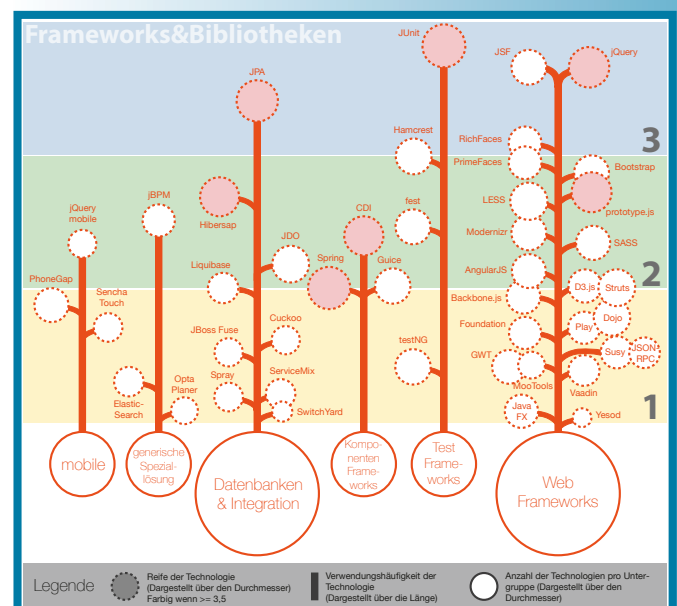 Frameworks&Bibliotheken
JUnit
JSF
jQuery
JPA
Hamcrest
RichFaces
3
PrimeFaces
Bootstrap
jQuery
mobile
jBPM
Hibersap
CDI
test
LESS
prototype.js
Modernizr
SASS
JDO
Liquibase
Spring
Guice
AngularJS
2
PhoneGap
Sencha
Touch
D3.js
Struts
Backbone.js
JBoss Fuse
Cuckoo
Foundation
Play
Dojo
testNG
GWT
Susy
JSON-
RPC
Elastic-
Search
Opta
Planer
Spray
ServiceMix
SwitchYard
MooTools
Vaadin
Java
FX
Yesod
1
mobile
generische
Spezial-
lösung
Datenbanken
& Integration
Kompo-
nenten
Frame-
works
Test
Frame-
works
Web
Frameworks
Legende
Reife der Technologie
(Dargestellt über den Durchmesser)
Farbig wenn >= 3,5
Verwendungshäufigkeit der
Technologie
(Dargestellt über die Länge)
Anzahl der Technologien pro Unter-
gruppe (Dargestellt über den
Durchmesser)